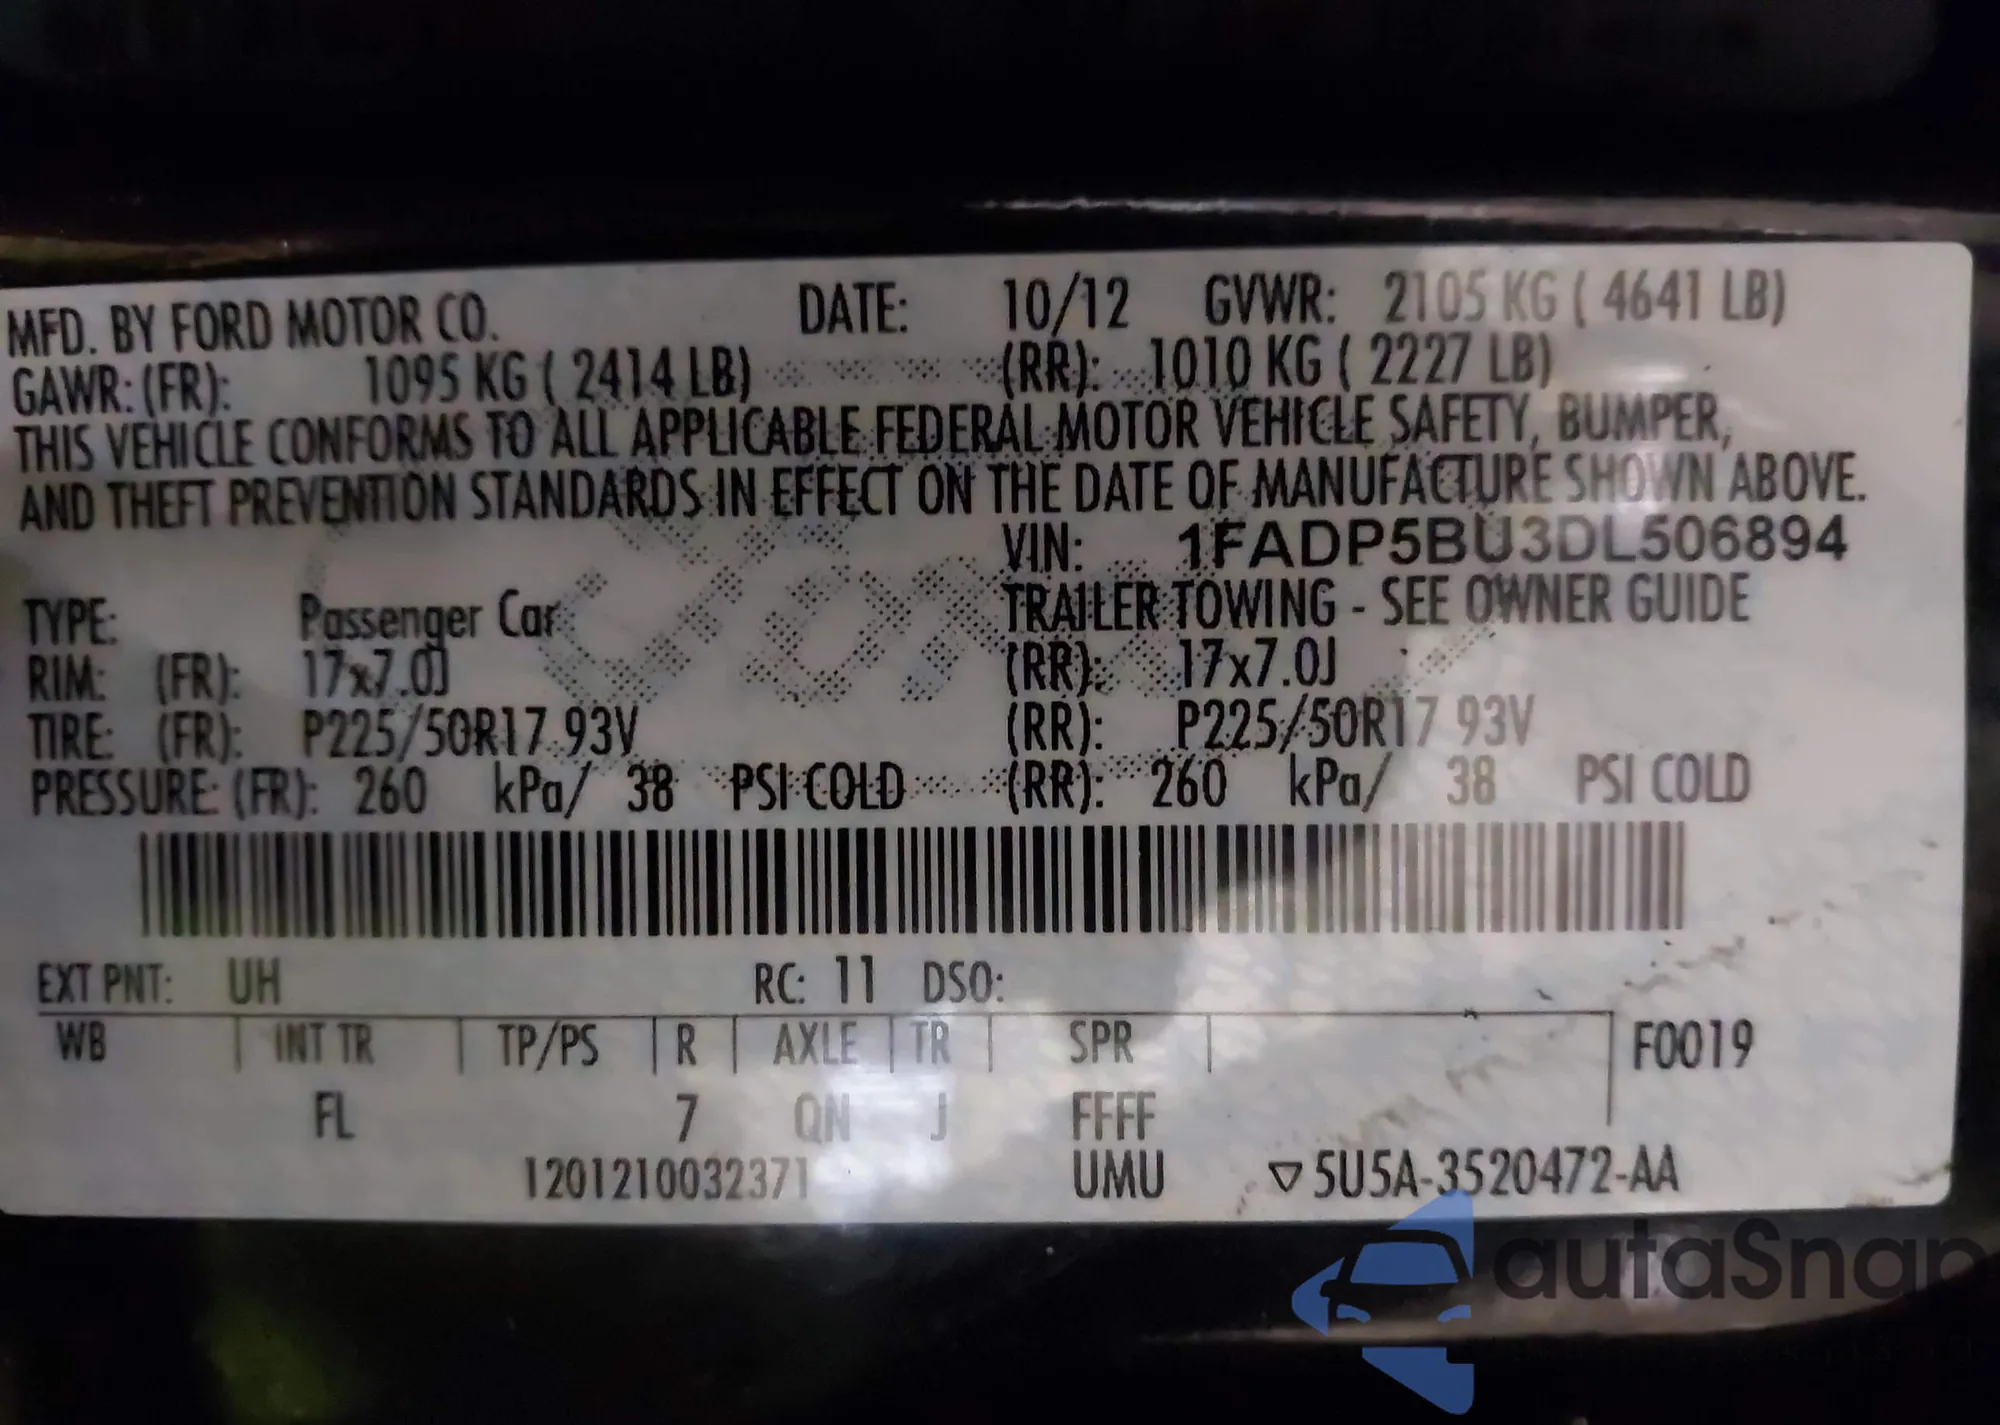 MFD. BY FORD MOTOR CO. DATE: 10/12 GVWR: 2105 KG ( 4641 LB)
GAWR: (FR): 1095 KG ( 2414 LB) (RR): 1010 KG ( 2227 LB)
THIS VEHICLE CONFORMS TO ALL APPLICABLE FEDERAL MOTOR VEHICLE SAFETY, BUMPER,
AND THEFT PREVENTION STANDARDS IN EFFECT ON THE DATE OF MANUFACTURE SHOWN ABOVE.
VIN: 1FADP5BU3DL506894
TYPE: Passenger Car TRAILER TOWING - SEE OWNER GUIDE
RIM: (FR): 17x7.0J (RR): 17x7.0J
TIRE: (FR): P225/50R17 93V (RR): P225/50R17 93V
PRESSURE: (FR): 260 kPa/ 38 PSI COLD (RR): 260 kPa/ 38 PSI COLD
EXT PNT: UH RC: 11 DSO:
WB INT TR TP/PS R AXLE TR SPR F0019
FL 7 QN J FFFF
1201210032371 UMU ▽5U5A-3520472-AA
autaSnap